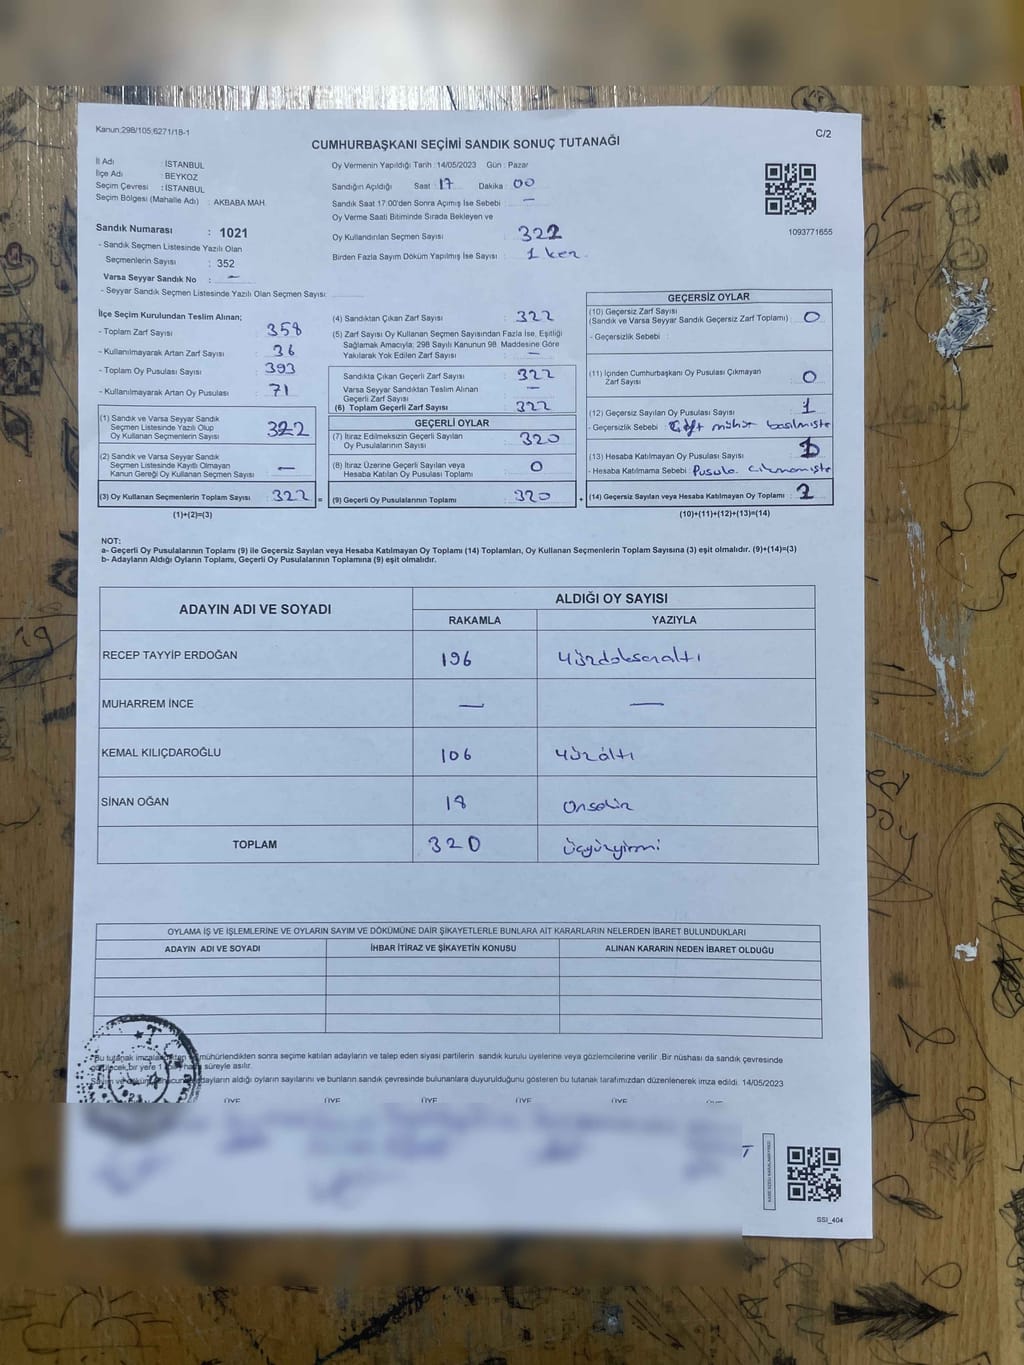 Kanun:298/105,6271/18-1
C/2
CUMHURBAŞKANI SEÇİMİ SANDIK SONUÇ TUTANAĞI
İl Adı : İSTANBUL
İlçe Adı : BEYKOZ
Seçim Çevresi : İSTANBUL
Seçim Bölgesi (Mahalle Adı) : AKBABA MAH.
Oy Vermenin Yapıldığı Tarih : 14/05/2023 Gün : Pazar
Sandığın Açıldığı Saat : 17 Dakika : 00
Sandık Saat 17:00'den Sonra Açımış İse Sebebi : —
Oy Verme Saati Bitiminde Sırada Bekleyen ve
Oy Kullandırılan Seçmen Sayısı : 322
Birden Fazla Sayım Döküm Yapılmış İse Sayısı : 1 kez
1093771655
Sandık Numarası : 1021
- Sandık Seçmen Listesinde Yazılı Olan
Seçmenlerin Sayısı : 352
Varsa Seyyar Sandık No : —
- Seyyar Sandık Seçmen Listesinde Yazılı Olan Seçmen Sayısı :
İlçe Seçim Kurulundan Teslim Alınan;
- Toplam Zarf Sayısı : 358
- Kullanılmayarak Artan Zarf Sayısı : 36
- Toplam Oy Pusulası Sayısı : 393
- Kullanılmayarak Artan Oy Pusulası : 71
(1) Sandık ve Varsa Seyyar Sandık
Seçmen Listesinde Yazılı Olup
Oy Kullanan Seçmenlerin Sayısı : 322
(2) Sandık ve Varsa Seyyar Sandık
Seçmen Listesinde Kayıtlı Olmayan
Kanun Gereği Oy Kullanan Seçmen Sayısı : —
(3) Oy Kullanan Seçmenlerin Toplam Sayısı : 322 =
(1)+(2)=(3)
(4) Sandıktan Çıkan Zarf Sayısı : 322
(5) Zarf Sayısı Oy Kullanan Seçmen Sayısından Fazla İse, Eşitliği
Sağlamak Amacıyla; 298 Sayılı Kanunun 98. Maddesine Göre
Yakılarak Yok Edilen Zarf Sayısı : —
Sandıkta Çıkan Geçerli Zarf Sayısı : 322
Varsa Seyyar Sandıktan Teslim Alınan
Geçerli Zarf Sayısı : —
(6) Toplam Geçerli Zarf Sayısı : 322
GEÇERLİ OYLAR
(7) İtiraz Edilmeksizin Geçerli Sayılan
Oy Pusulalarının Sayısı : 320
(8) İtiraz Üzerine Geçerli Sayılan veya
Hesaba Katılan Oy Pusulası Toplamı : 0
(9) Geçerli Oy Pusulalarının Toplamı : 320 +
GEÇERSİZ OYLAR
(10) Geçersiz Zarf Sayısı
(Sandık ve Varsa Seyyar Sandık Geçersiz Zarf Toplamı) : 0
- Geçersizlik Sebebi :
(11) İçinden Cumhurbaşkanı Oy Pusulası Çıkmayan
Zarf Sayısı : 0
(12) Geçersiz Sayılan Oy Pusulası Sayısı : 1
- Geçersizlik Sebebi : Çift mühür basılmıştır
(13) Hesaba Katılmayan Oy Pusulası Sayısı : 1
- Hesaba Katılmama Sebebi : Pusula çıkmamıştır
(14) Geçersiz Sayılan veya Hesaba Katılmayan Oy Toplamı : 2
(10)+(11)+(12)+(13)=(14)
NOT:
a- Geçerli Oy Pusulalarının Toplamı (9) ile Geçersiz Sayılan veya Hesaba Katılmayan Oy Toplamı (14) Toplamları, Oy Kullanan Seçmenlerin Toplam Sayısına (3) eşit olmalıdır. (9)+(14)=(3)
b- Adayların Aldığı Oyların Toplamı, Geçerli Oy Pusulalarının Toplamına (9) eşit olmalıdır.
ADAYIN ADI VE SOYADI
ALDIĞI OY SAYISI
RAKAMLA YAZIYLA
RECEP TAYYİP ERDOĞAN 196 Yüzdoksanaltı
MUHARREM İNCE — —
KEMAL KILIÇDAROĞLU 106 Yüzaltı
SİNAN OĞAN 18 Onsekiz
TOPLAM 320 Üçyüzyirmi
OYLAMA İŞ VE İŞLEMLERİNE VE OYLARIN SAYIM VE DÖKÜMÜNE DAİR ŞİKAYETLERLE BUNLARA AİT KARARLARIN NELERDEN İBARET BULUNDUKLARI
ADAYIN ADI VE SOYADI İHBAR İTİRAZ VE ŞİKAYETİN KONUSU ALINAN KARARIN NEDEN İBARET OLDUĞU
Bu tutanak mühürlendikten sonra seçime katılan adayların ve talep eden siyasi partilerin sandık kurulu üyelerine veya gözlemcilerine verilir. Bir nüshası da sandık çevresinde
bir yere 1 süreyle asılır.
adayların aldığı oyların sayılarını ve bunların sandık çevresinde bulunanlara duyurulduğunu gösteren bu tutanak tarafımızdan düzenlenerek imza edildi. 14/05/2023
ÜYE ÜYE ÜYE ÜYE ÜYE
SSI_404